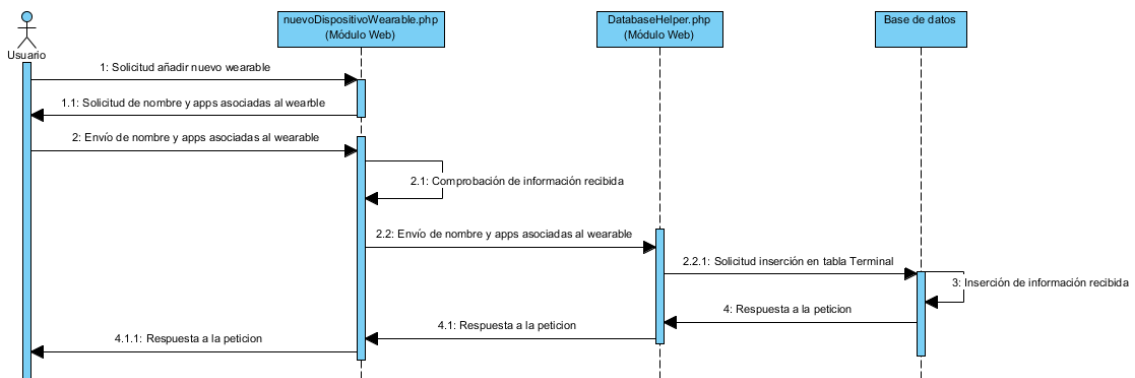 nuevoDispositivoWearable.php
(Módulo Web)
DatabaseHelper.php
(Módulo Web)
Base de datos
Usuario
1: Solicitud añadir nuevo wearable
1.1: Solicitud de nombre y apps asociadas al wearble
2: Envío de nombre y apps asociadas al wearable
2.1: Comprobación de información recibida
2.2: Envío de nombre y apps asociadas al wearable
2.2.1: Solicitud inserción en tabla Terminal
3: Inserción de información recibida
4: Respuesta a la peticion
4.1: Respuesta a la peticion
4.1.1: Respuesta a la peticion